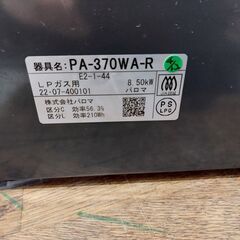 器具名: PA-370WA-R
E2-1-44
LPガス用 8.50kW
22-07-400101 パロマ
株式会社パロマ
区分C 効率56.3%
区分L 効率210Wh
PS
LPG